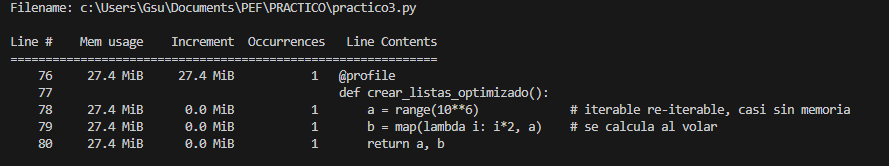 Filename: c:\Users\Gsu\Documents\PEF\PRACTICO\practico3.py
Line #    Mem usage    Increment  Occurrences   Line Contents
=============================================================
    76     27.4 MiB     27.4 MiB           1   @profile
    77                                         def crear_listas_optimizado():
    78     27.4 MiB      0.0 MiB           1       a = range(10**6)             # iterable re-iterable, casi sin memoria
    79     27.4 MiB      0.0 MiB           1       b = map(lambda i: i*2, a)    # se calcula al volar
    80     27.4 MiB      0.0 MiB           1       return a, b